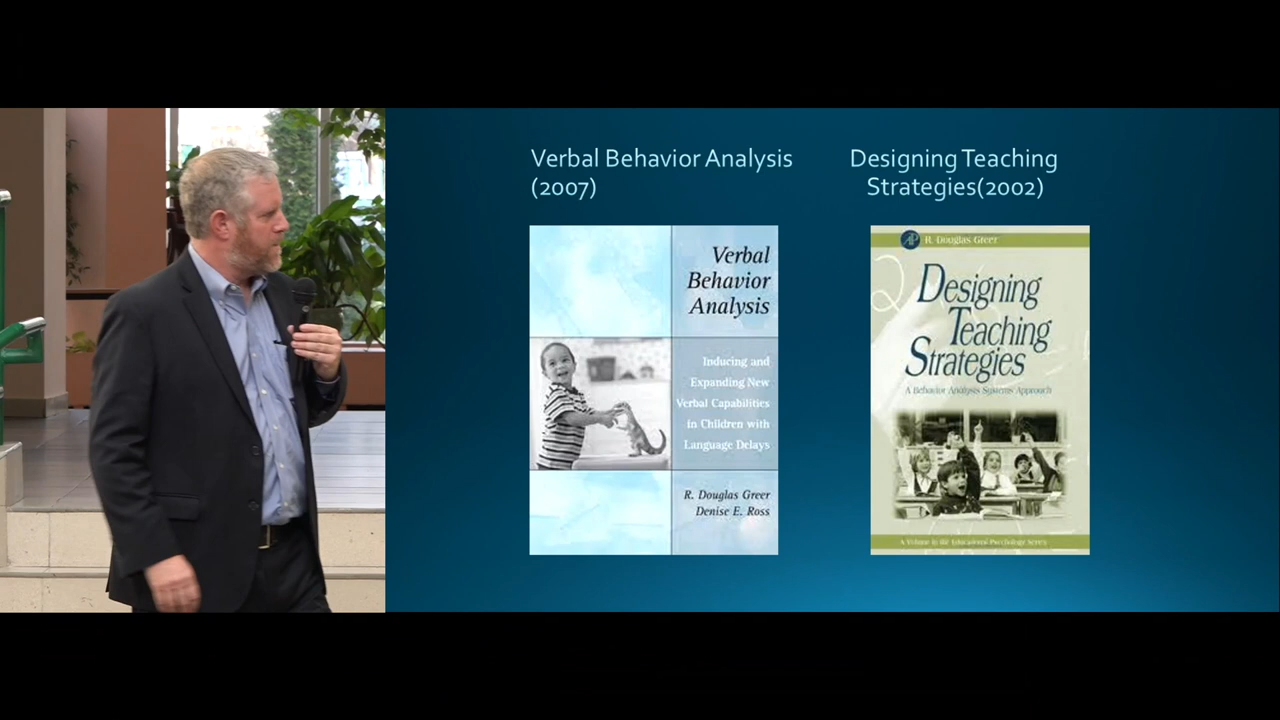 Verbal Behavior Analysis
(2007)
Designing Teaching
Strategies(2002)
Verbal
Behavior
Analysis
Inducing and
Expanding New
Verbal Capabilities
in Children with
Language Delays
R. Douglas Greer
Denise E. Ross
AP
R. Douglas Greer
Designing
Teaching
Strategies
A Behavior Analysis Systems Approach
A Volume in the Educational Psychology Series